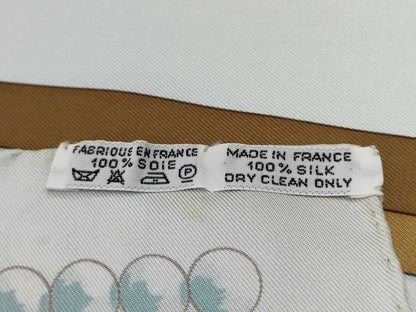 FABRIQUE EN FRANCE
100% SOIE
P
MADE IN FRANCE
100% SILK
DRY CLEAN ONLY